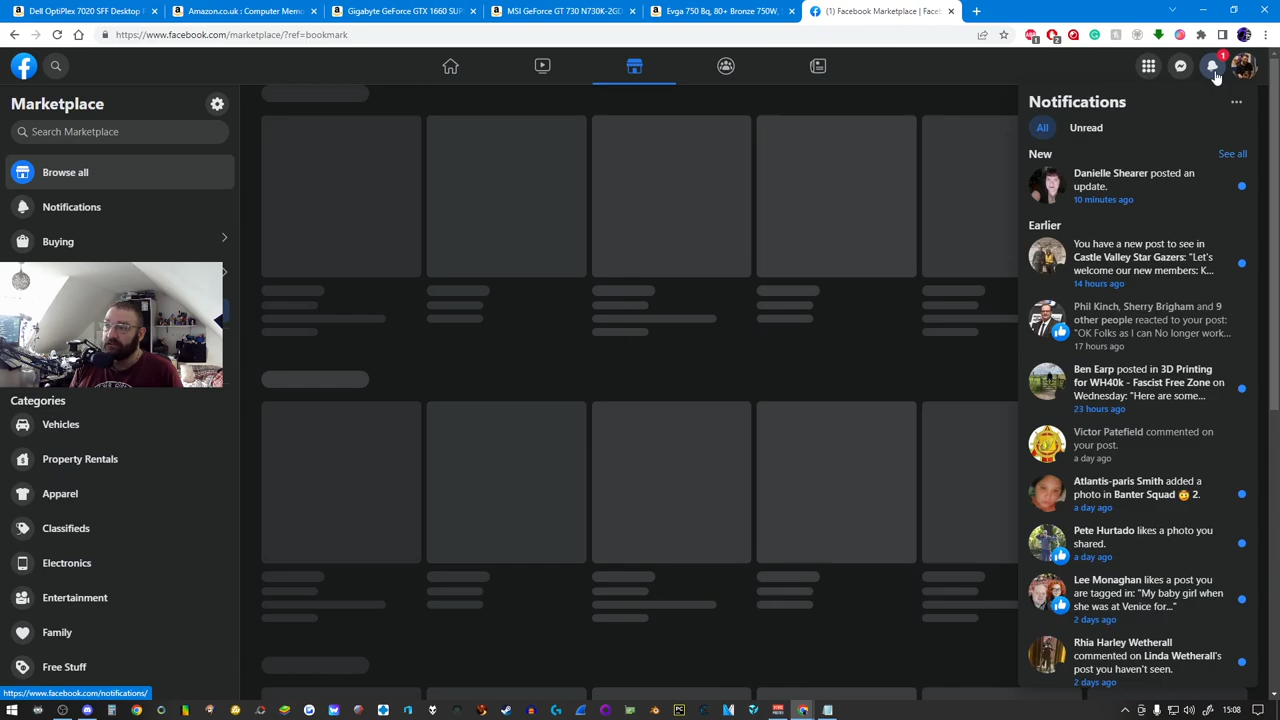 Dell OptiPlex 7020 SFF Desktop F
Amazon.co.uk : Computer Memo
Gigabyte GeForce GTX 1660 SUP
MSI GeForce GT 730 N730K-2GD
Evga 750 Bq, 80+ Bronze 750W,
(1) Facebook Marketplace | Face
facebook.com/marketplace/?ref=bookmark
1
2
1
Marketplace
Search Marketplace
Browse all
Notifications
Buying
Categories
Vehicles
Property Rentals
Apparel
Classifieds
Electronics
Entertainment
Family
Free Stuff
https://www.facebook.com/notifications/
Notifications
All
Unread
New
See all
Danielle Shearer posted an
update.
10 minutes ago
Earlier
You have a new post to see in
Castle Valley Star Gazers: "Let's
welcome our new members: K...
14 hours ago
Phil Kinch, Sherry Brigham and 9
other people reacted to your post:
"OK Folks as I can No longer work...
17 hours ago
Ben Earp posted in 3D Printing
for WH40k - Fascist Free Zone on
Wednesday: "Here are some...
23 hours ago
Victor Patefield commented on
your post.
a day ago
Atlantis-paris Smith added a
photo in Banter Squad 🤠 2.
a day ago
Pete Hurtado likes a photo you
shared.
a day ago
Lee Monaghan likes a post you
are tagged in: "My baby girl when
she was at Venice for..."
2 days ago
Rhia Harley Wetherall
commented on Linda Wetherall's
post you haven't seen.
2 days ago
15:08